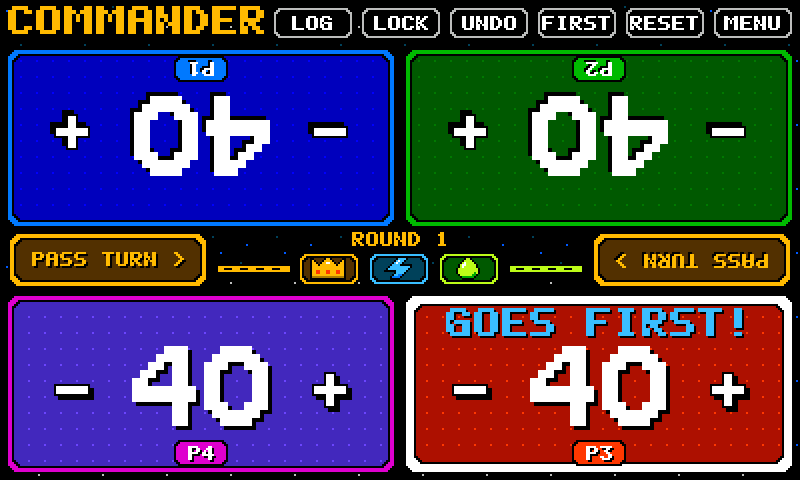 COMMANDER LOG LOCK UNDO FIRST RESET MENU
P1
+ 40 -
P2
+ 40 -
ROUND 1
PASS TURN >
PASS TURN >
GOES FIRST!
- 40 +
- 40 +
P4
P3